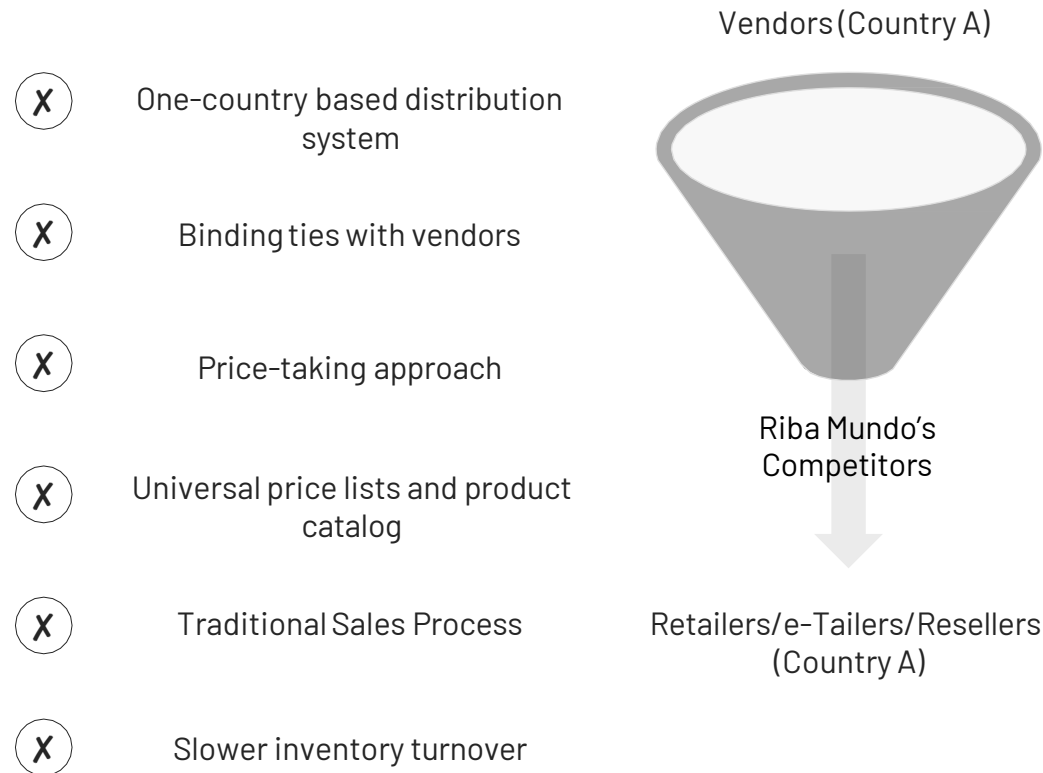 Vendors (Country A)
✗
One-country based distribution
system
✗
Binding ties with vendors
✗
Price-taking approach
Riba Mundo's
Competitors
✗
Universal price lists and product
catalog
✗
Traditional Sales Process
Retailers/e-Tailers/Resellers
(Country A)
✗
Slower inventory turnover